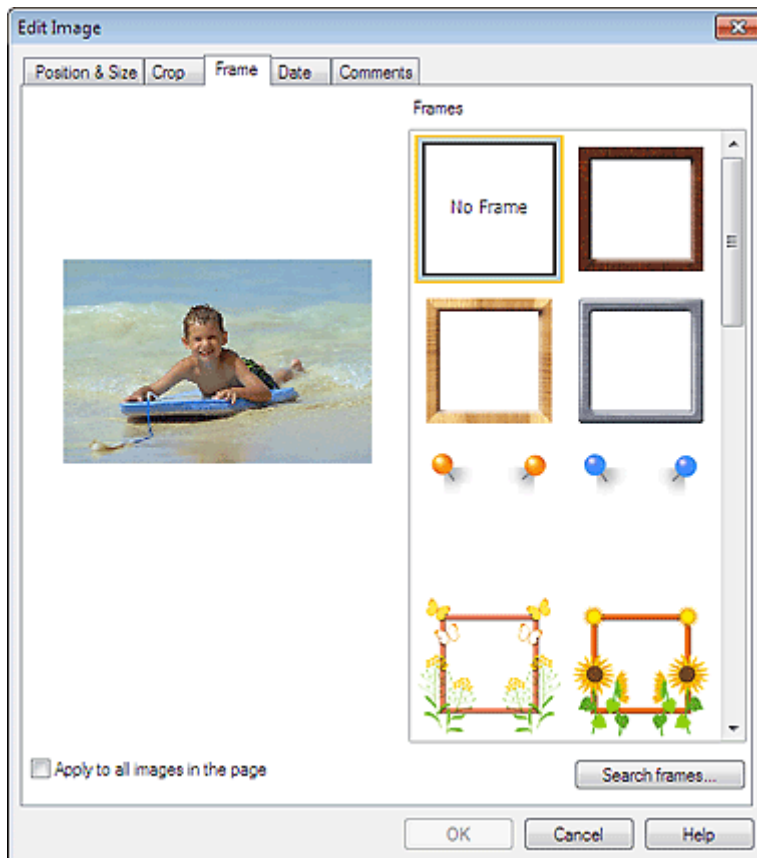 Edit Image
Position & Size Crop Frame Date Comments
Frames
No Frame
Apply to all images in the page
Search frames...
OK Cancel Help